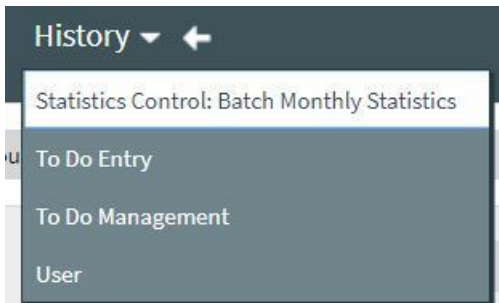 History
Statistics Control: Batch Monthly Statistics
To Do Entry
To Do Management
User